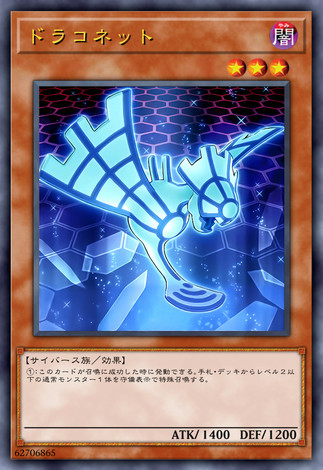 ドラコネット
闇
やみ
【サイバース族／効果】
①：このカードが召喚に成功した時に発動できる。手札・デッキからレベル２以
下の通常モンスター１体を守備表示で特殊召喚する。
ATK/ 1400 DEF/1200
62706865